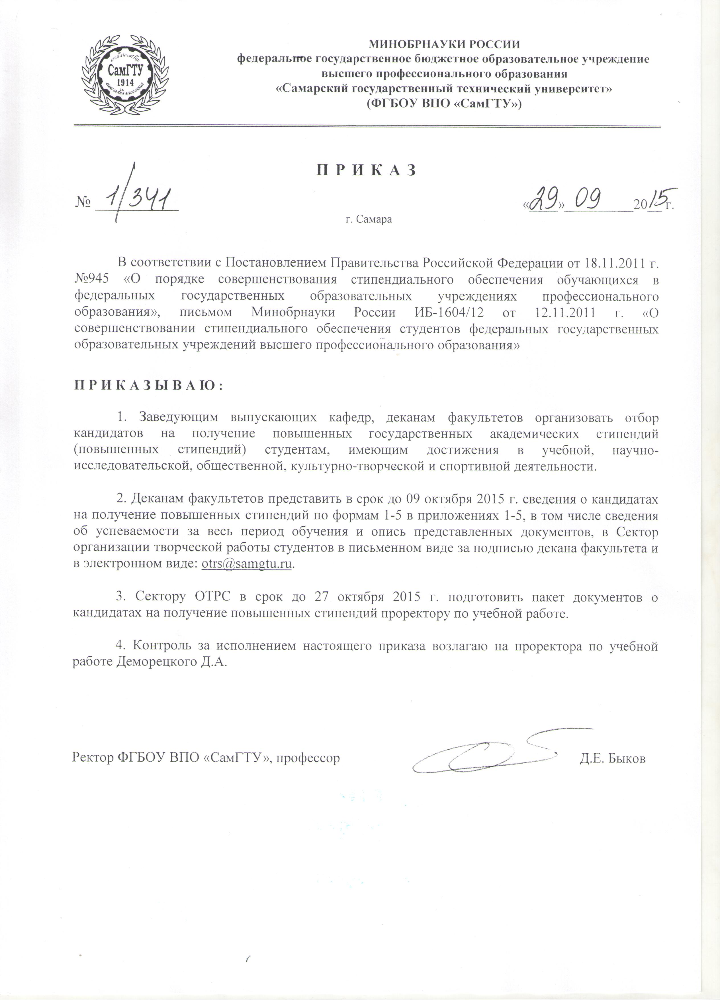 МИНОБРНАУКИ РОССИИ
федеральное государственное бюджетное образовательное учреждение
высшего профессионального образования
«Самарский государственный технический университет»
(ФГБОУ ВПО «СамГТУ»)
eruditio
СамГТУ
1914
cum vobis successus
П Р И К А З
№ 1/341
«29» 09 2015г.
г. Самара
В соответствии с Постановлением Правительства Российской Федерации от 18.11.2011 г.
№945 «О порядке совершенствования стипендиального обеспечения обучающихся в
федеральных государственных образовательных учреждениях профессионального
образования», письмом Минобрнауки России ИБ-1604/12 от 12.11.2011 г. «О
совершенствовании стипендиального обеспечения студентов федеральных государственных
образовательных учреждений высшего профессионального образования»
П Р И К А З Ы В А Ю :
1. Заведующим выпускающих кафедр, деканам факультетов организовать отбор
кандидатов на получение повышенных государственных академических стипендий
(повышенных стипендий) студентам, имеющим достижения в учебной, научно-
исследовательской, общественной, культурно-творческой и спортивной деятельности.
2. Деканам факультетов представить в срок до 09 октября 2015 г. сведения о кандидатах
на получение повышенных стипендий по формам 1-5 в приложениях 1-5, в том числе сведения
об успеваемости за весь период обучения и опись представленных документов, в Сектор
организации творческой работы студентов в письменном виде за подписью декана факультета и
в электронном виде: otrs@samgtu.ru.
3. Сектору ОТРС в срок до 27 октября 2015 г. подготовить пакет документов о
кандидатах на получение повышенных стипендий проректору по учебной работе.
4. Контроль за исполнением настоящего приказа возлагаю на проректора по учебной
работе Деморецкого Д.А.
Ректор ФГБОУ ВПО «СамГТУ», профессор
Д.Е. Быков